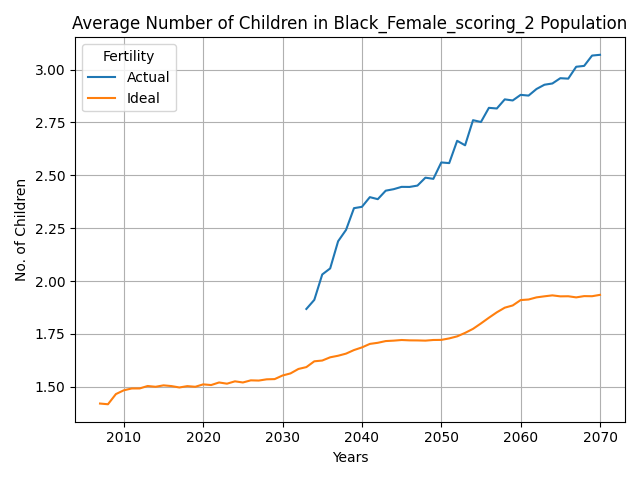 Average Number of Children in Black_Female_scoring_2 Population
Fertility
Actual
Ideal
No. of Children
3.00
2.75
2.50
2.25
2.00
1.75
1.50
2010 2020 2030 2040 2050 2060 2070
Years